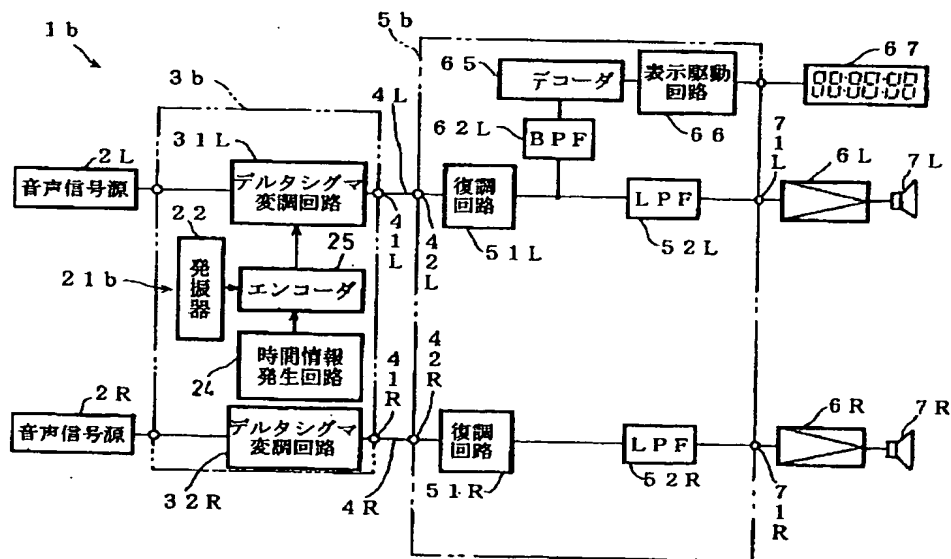 1b
3b
5b
65
デコーダ
表示駆動
回路
66
67
00:00:00
62L
BPF
2L
音声信号源
31L
デルタシグマ
変調回路
4L
41L
42L
復調
回路
51L
LPF
52L
71L
6L
7L
22
発振器
21b
25
エンコーダ
時間情報
発生回路
24
2R
音声信号源
デルタシグマ
変調回路
32R
41R
4R
42R
復調
回路
51R
LPF
52R
71R
6R
7R